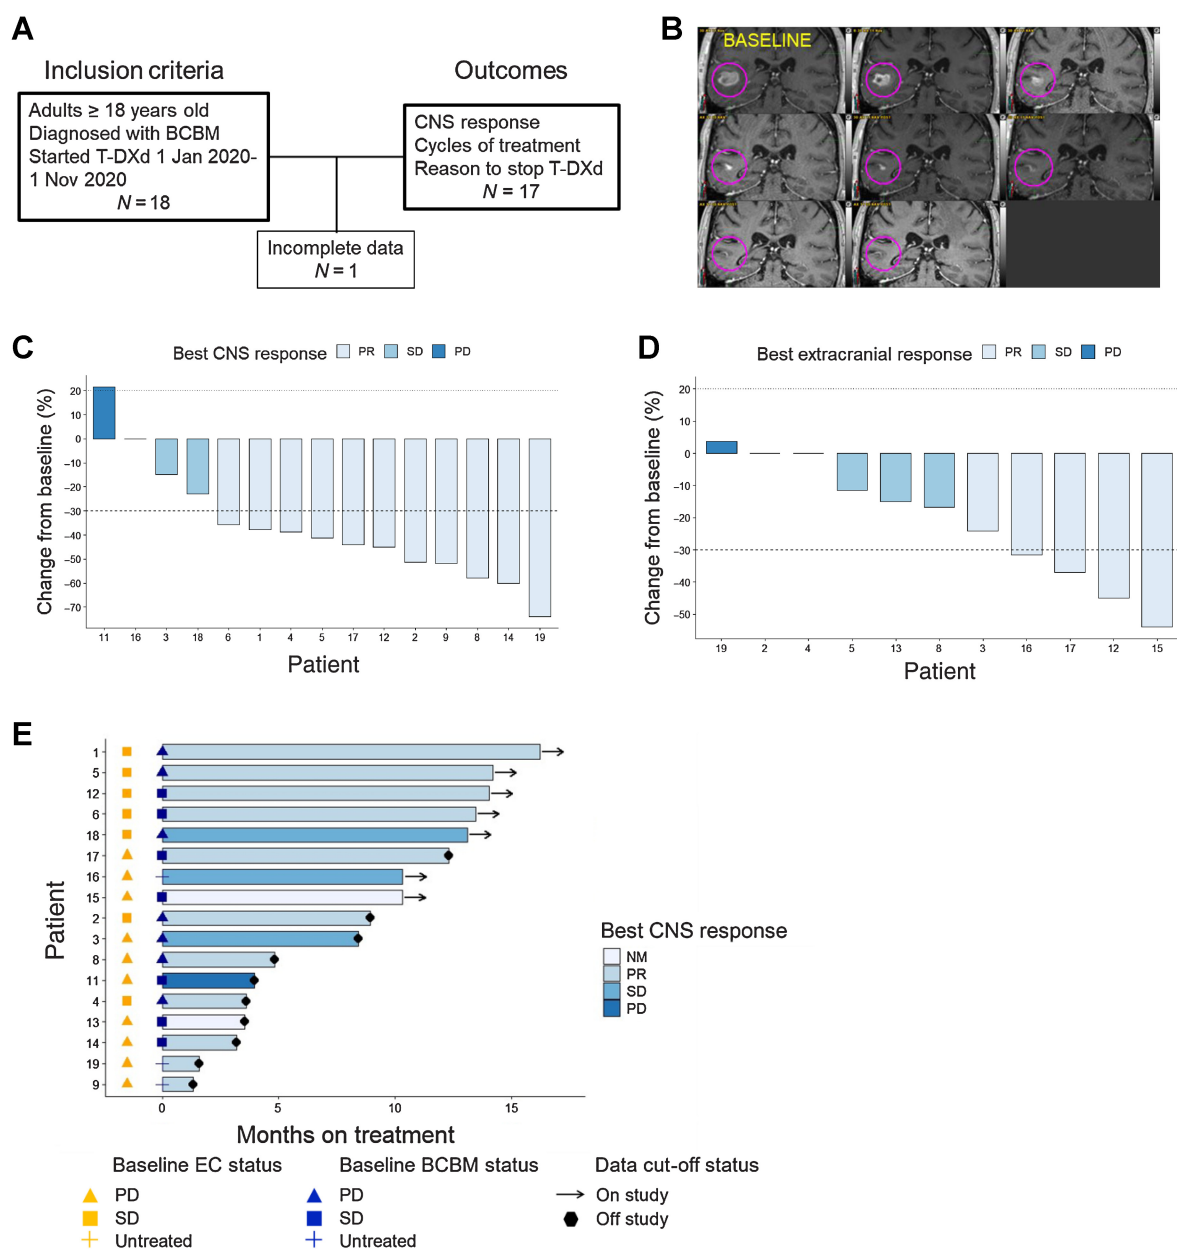 A
Inclusion criteria
Adults ≥ 18 years old
Diagnosed with BCBM
Started T-DXd 1 Jan 2020-
1 Nov 2020
N = 18
Outcomes
CNS response
Cycles of treatment
Reason to stop T-DXd
N = 17
Incomplete data
N = 1
B
BASELINE
C
Best CNS response PR SD PD
Change from baseline (%)
20
10
0
−10
−20
−30
−40
−50
−60
−70
11 16 3 18 6 1 4 5 17 12 2 9 8 14 19
Patient
D
Best extracranial response PR SD PD
Change from baseline (%)
20
10
0
−10
−20
−30
−40
−50
19 2 4 5 13 8 3 16 17 12 15
Patient
E
Patient
1
5
12
6
18
17
16
15
2
3
8
11
4
13
14
19
9
0 5 10 15
Months on treatment
Best CNS response
NM
PR
SD
PD
Baseline EC status
PD
SD
Untreated
Baseline BCBM status
PD
SD
Untreated
Data cut-off status
On study
Off study